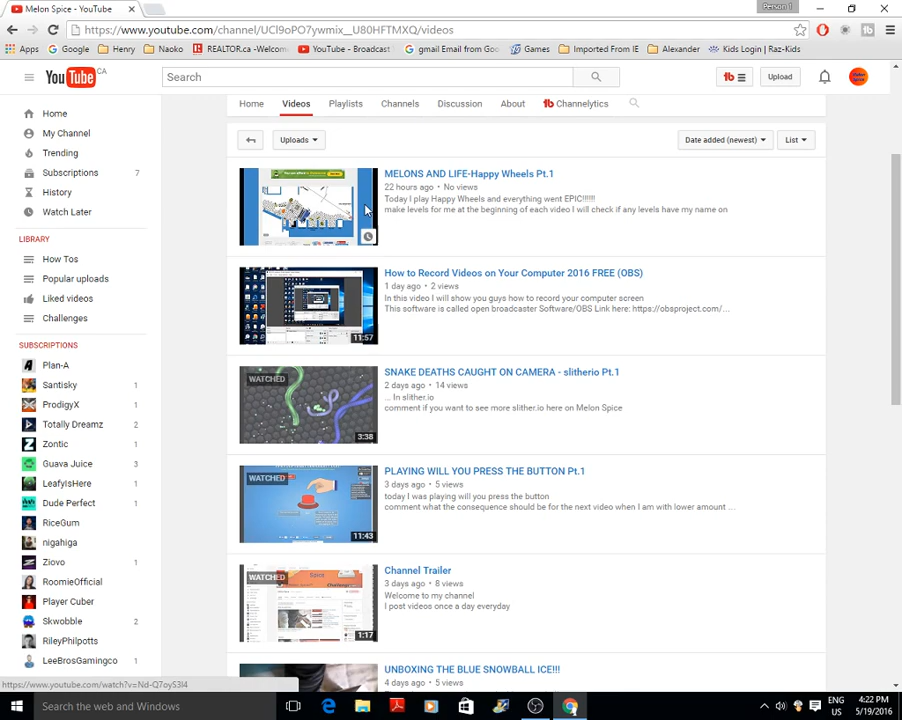 Melon Spice - YouTube
Person 1
https://www.youtube.com/channel/UCl9oPO7ywmix__U80HFTMXQ/videos
Apps Google Henry Naoko REALTOR.ca -Welcom YouTube - Broadcast gmail Email from Goo Games Imported From IE Alexander Kids Login | Raz-Kids
YouTube CA
Search
Upload
Home
My Channel
Trending
Subscriptions 7
History
Watch Later
LIBRARY
How Tos
Popular uploads
Liked videos
Challenges
SUBSCRIPTIONS
Plan-A
Santisky 1
ProdigyX 1
Totally Dreamz 2
Zontic 1
Guava Juice 3
LeafyIsHere
Dude Perfect
RiceGum
nigahiga
Ziovo 1
RoomieOfficial
Player Cuber
Skwobble 2
RileyPhilpotts
LeeBrosGamingco 1
Home Videos Playlists Channels Discussion About Channelytics
Uploads
Date added (newest)
List
MELONS AND LIFE-Happy Wheels Pt.1
22 hours ago • No views
Today I play Happy Wheels and everything went EPIC!!!!!!
make levels for me at the beginning of each video I will check if any levels have my name on
How to Record Videos on Your Computer 2016 FREE (OBS)
1 day ago • 2 views
In this video I will show you guys how to record your computer screen
This software is called open broadcaster Software/OBS Link here: https://obsproject.com/...
11:57
WATCHED
SNAKE DEATHS CAUGHT ON CAMERA - slitherio Pt.1
2 days ago • 14 views
... In slither.io
comment if you want to see more slither.io here on Melon Spice
3:38
WATCHED
PLAYING WILL YOU PRESS THE BUTTON Pt.1
3 days ago • 5 views
today I was playing will you press the button
comment what the consequence should be for the next video when I am with lower amount ...
11:43
WATCHED
Channel Trailer
3 days ago • 8 views
Welcome to my channel
I post videos once a day everyday
1:17
UNBOXING THE BLUE SNOWBALL ICE!!!
4 days ago • 5 views
https://www.youtube.com/watch?v=Nd-Q7oyS3l4
Search the web and Windows
ENG
US
4:22 PM
5/19/2016